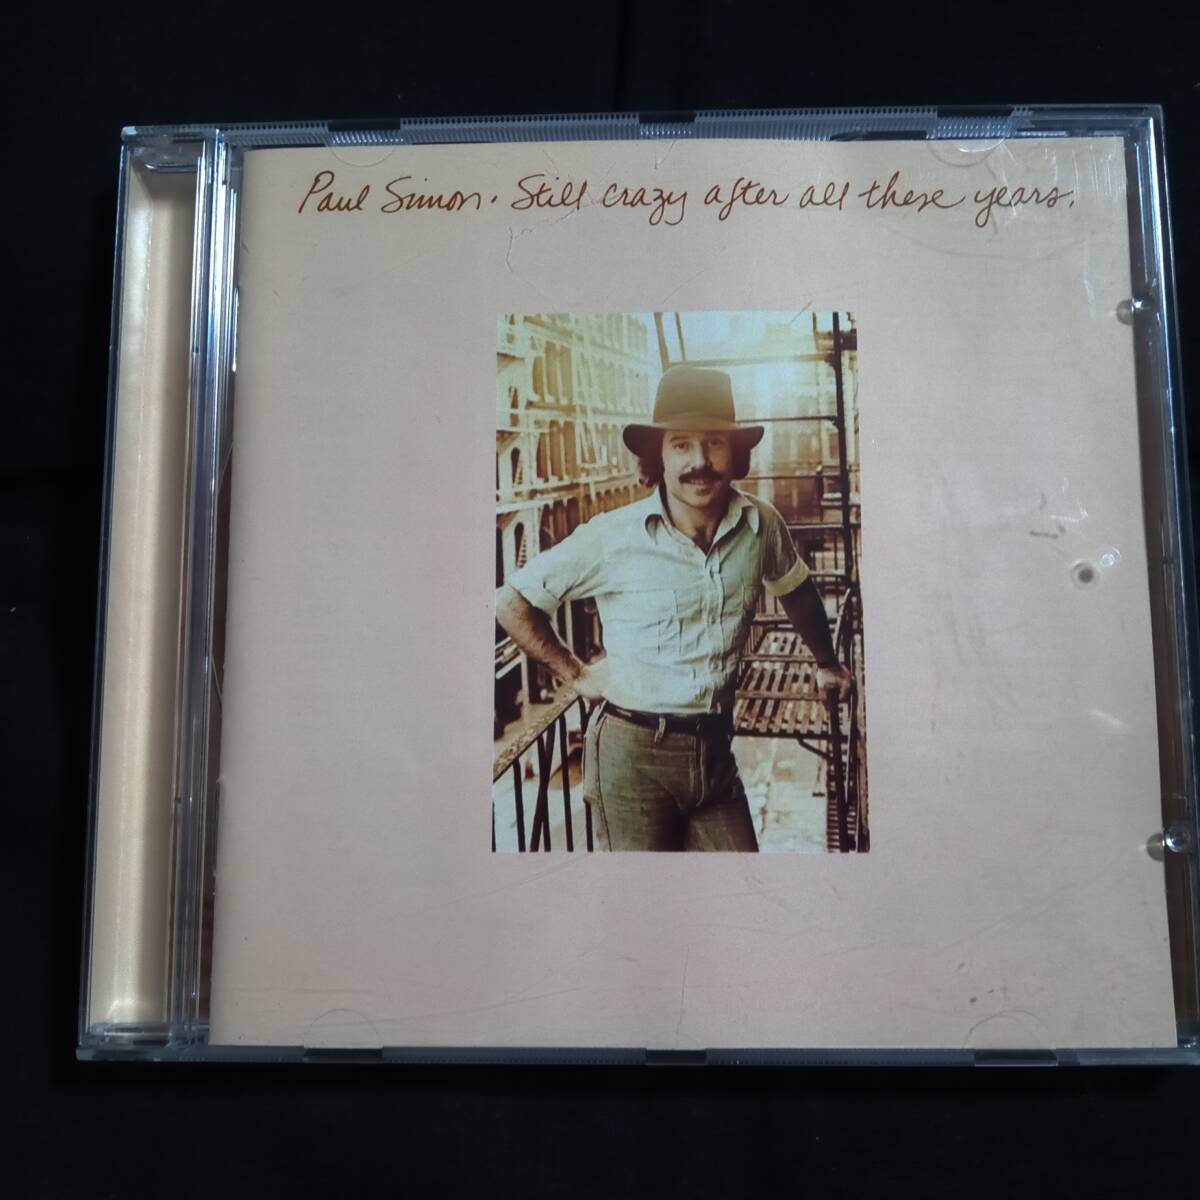 Paul Simon. Still crazy after all these years.